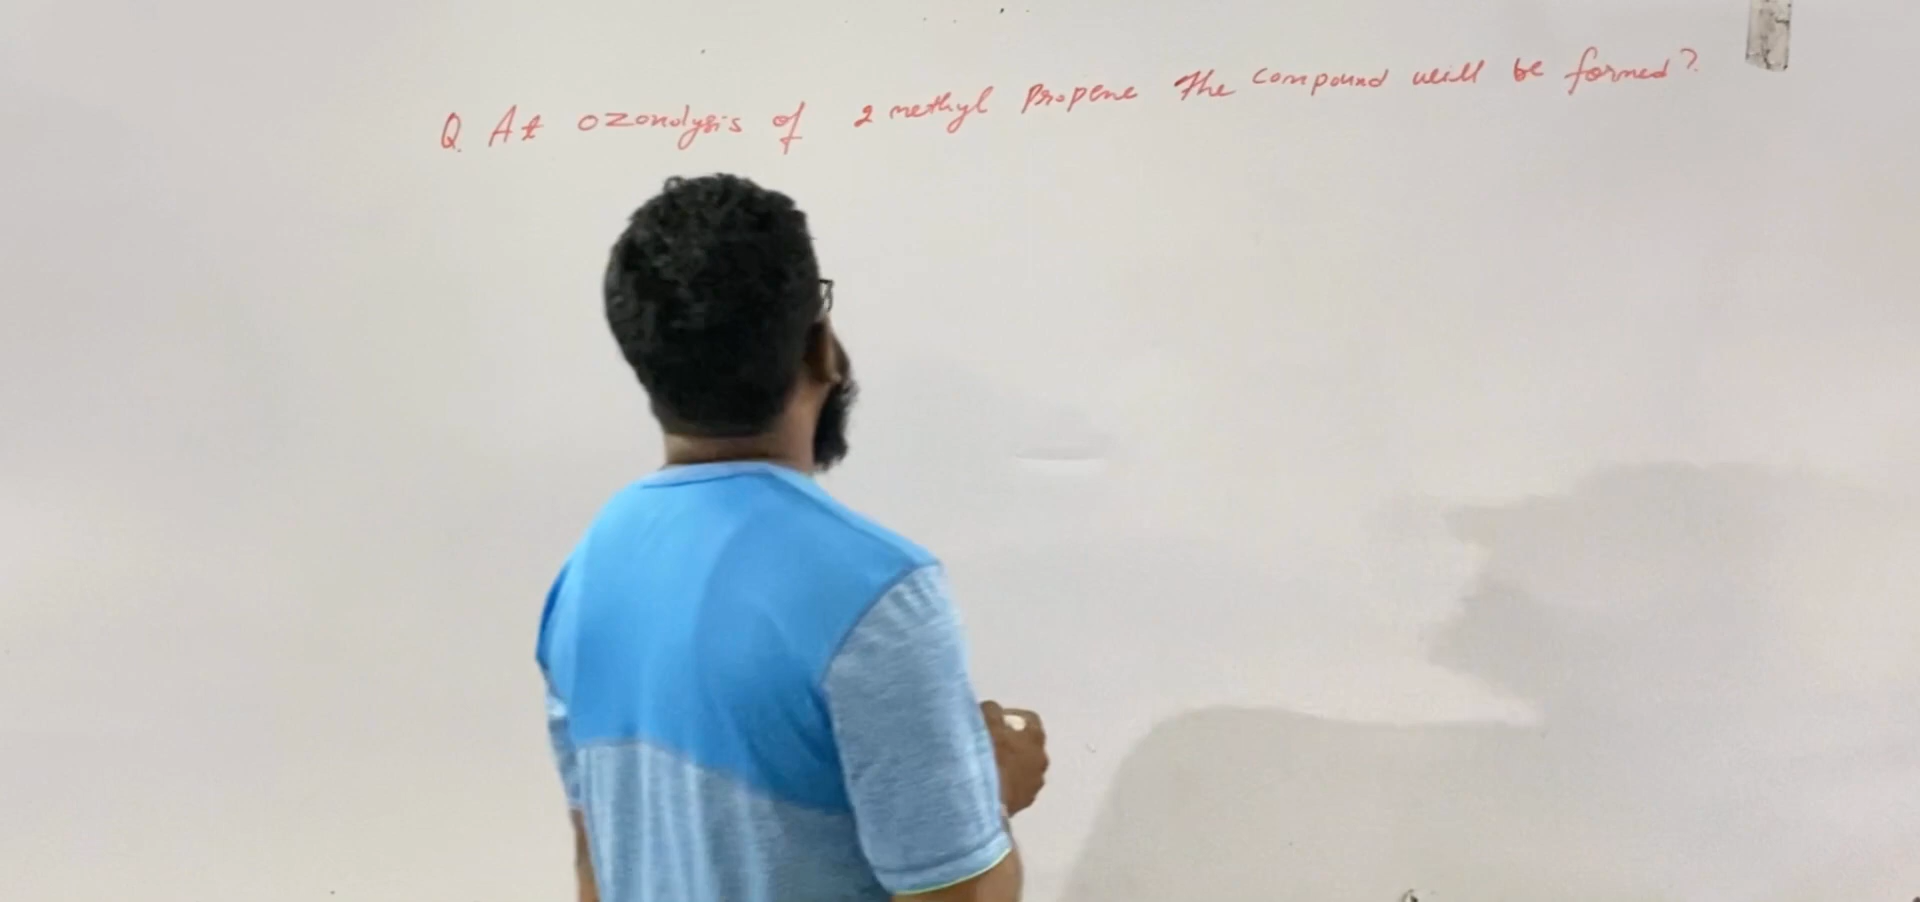 Q. At ozonolysis of 2 methyl propene the compound will be formed?